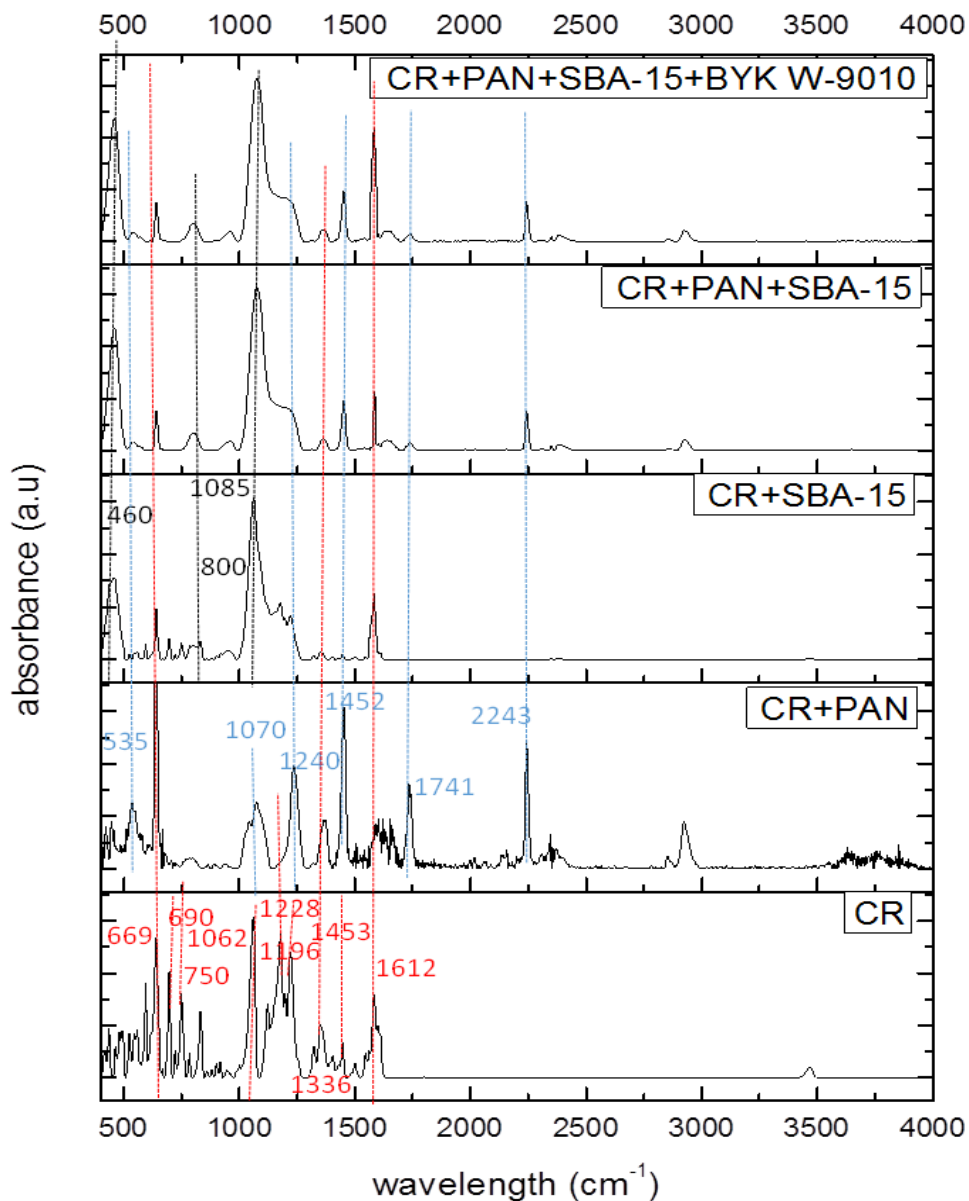 500 1000 1500 2000 2500 3000 3500 4000
CR+PAN+SBA-15+BYK W-9010
CR+PAN+SBA-15
CR+SBA-15
1085
460
800
CR+PAN
1452
2243
1070
535
1240
1741
CR
1228
690
669
1062
1196
1453
1612
750
1336
500 1000 1500 2000 2500 3000 3500 4000
wavelength (cm⁻¹)
absorbance (a.u)